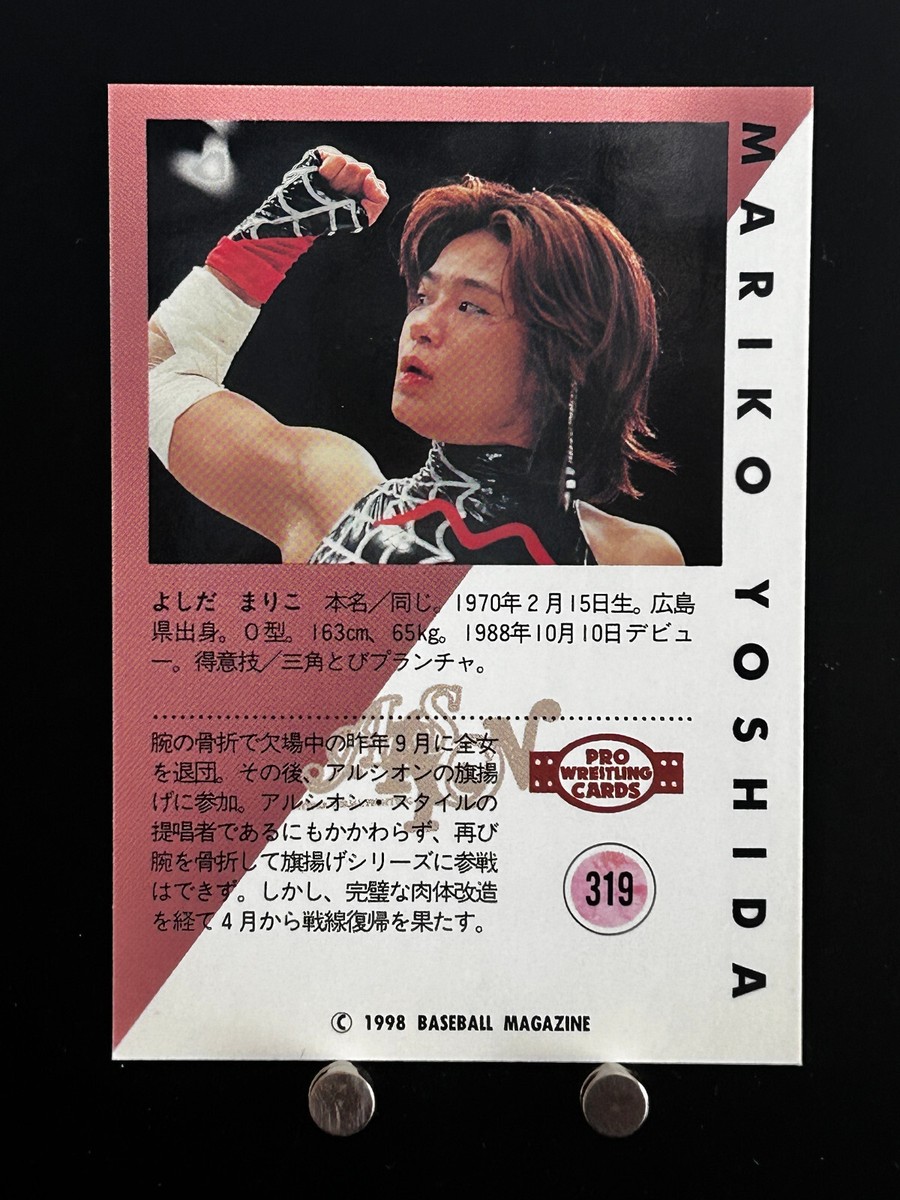 MARIKO YOSHIDA
よしだ まりこ 本名／同じ。1970年2月15日生。広島
県出身。O型。163cm、65kg。1988年10月10日デビュ
ー。得意技／三角とびプランチャ。
腕の骨折で欠場中の昨年9月に全女
を退団。その後、アルシオンの旗揚
げに参加。アルシオン・スタイルの
提唱者であるにもかかわらず、再び
腕を骨折して旗揚げシリーズに参戦
はできず。しかし、完璧な肉体改造
を経て4月から戦線復帰を果たす。
PRO
WRESTLING
CARDS
319
© 1998 BASEBALL MAGAZINE